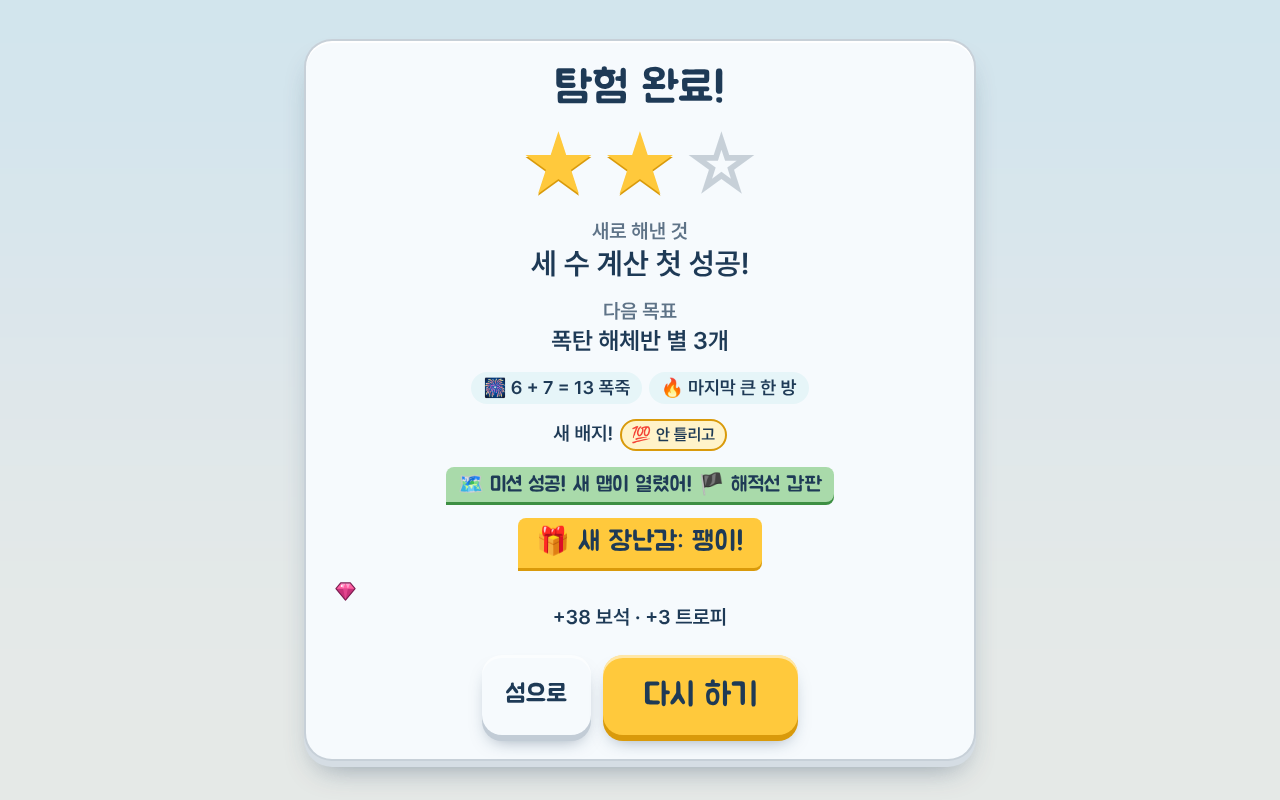 탐험 완료!
새로 해낸 것
세 수 계산 첫 성공!
다음 목표
폭탄 해체반 별 3개
🎆 6 + 7 = 13 폭죽 🔥 마지막 큰 한 방
새 배지! 💯 안 틀리고
🗺️ 미션 성공! 새 맵이 열렸어! 🏴 해적선 갑판
🎁 새 장난감: 팽이!
+38 보석 · +3 트로피
섬으로 다시 하기